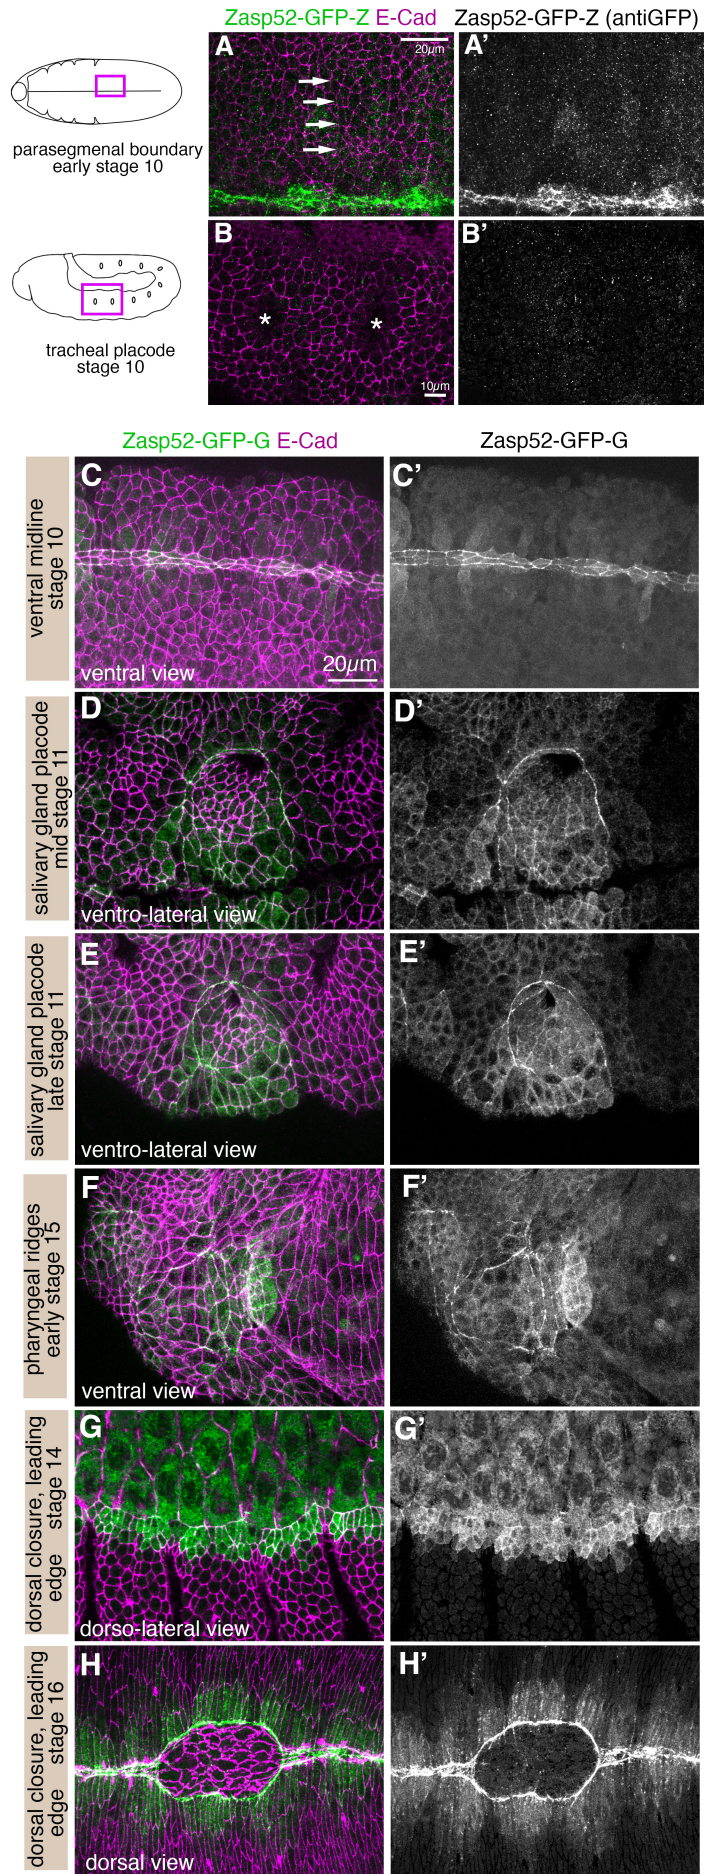 Zasp52-GFP-Z E-Cad
Zasp52-GFP-Z (antiGFP)
A
20µm
A’
parasegmenal boundary
early stage 10
B
*
*
10µm
B’
tracheal placode
stage 10
Zasp52-GFP-G E-Cad
Zasp52-GFP-G
ventral midline
stage 10
C
ventral view
20µm
C’
salivary gland placode
mid stage 11
D
ventro-lateral view
D’
salivary gland placode
late stage 11
E
ventro-lateral view
E’
pharyngeal ridges
early stage 15
F
ventral view
F’
dorsal closure, leading
edge stage 14
G
dorso-lateral view
G’
dorsal closure, leading
edge stage 16
H
dorsal view
H’